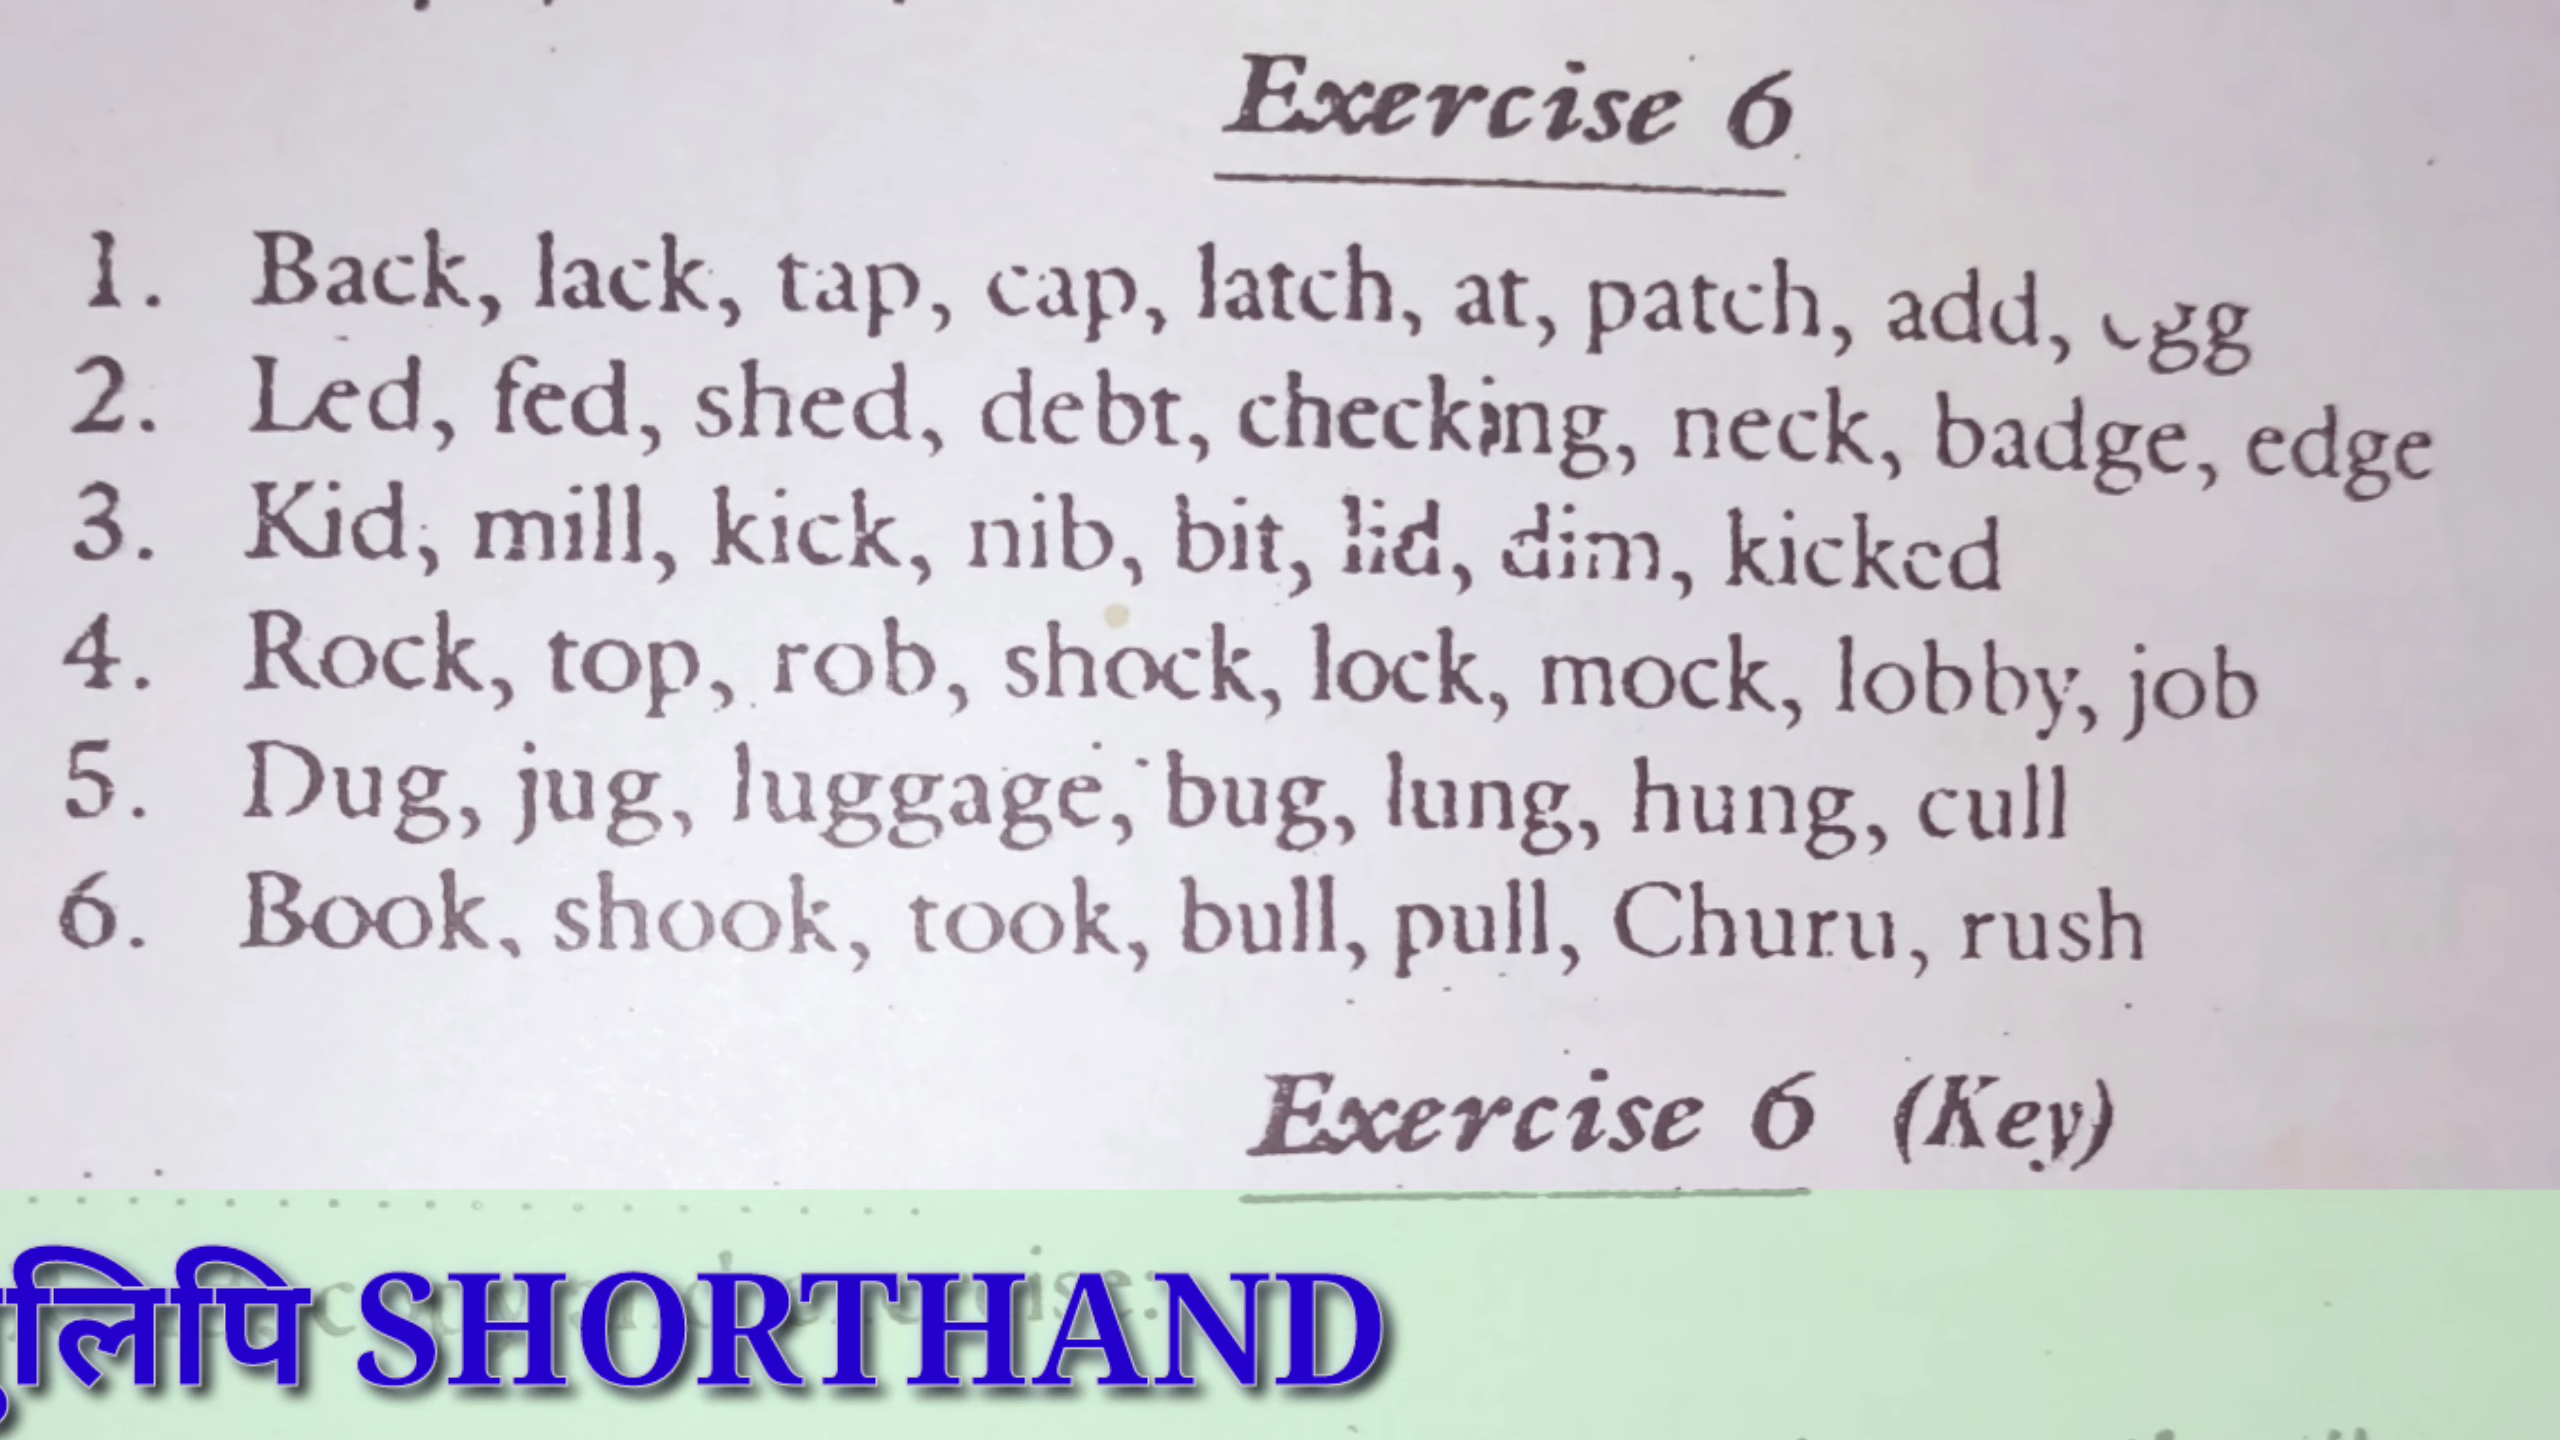 Exercise 6
1. Back, lack, tap, cap, latch, at, patch, add, egg
2. Led, fed, shed, debt, checking, neck, badge, edge
3. Kid, mill, kick, nib, bit, lid, dim, kicked
4. Rock, top, rob, shock, lock, mock, lobby, job
5. Dug, jug, luggage, bug, lung, hung, cull
6. Book, shook, took, bull, pull, Churu, rush
Exercise 6 (Key)
SHORTHAND